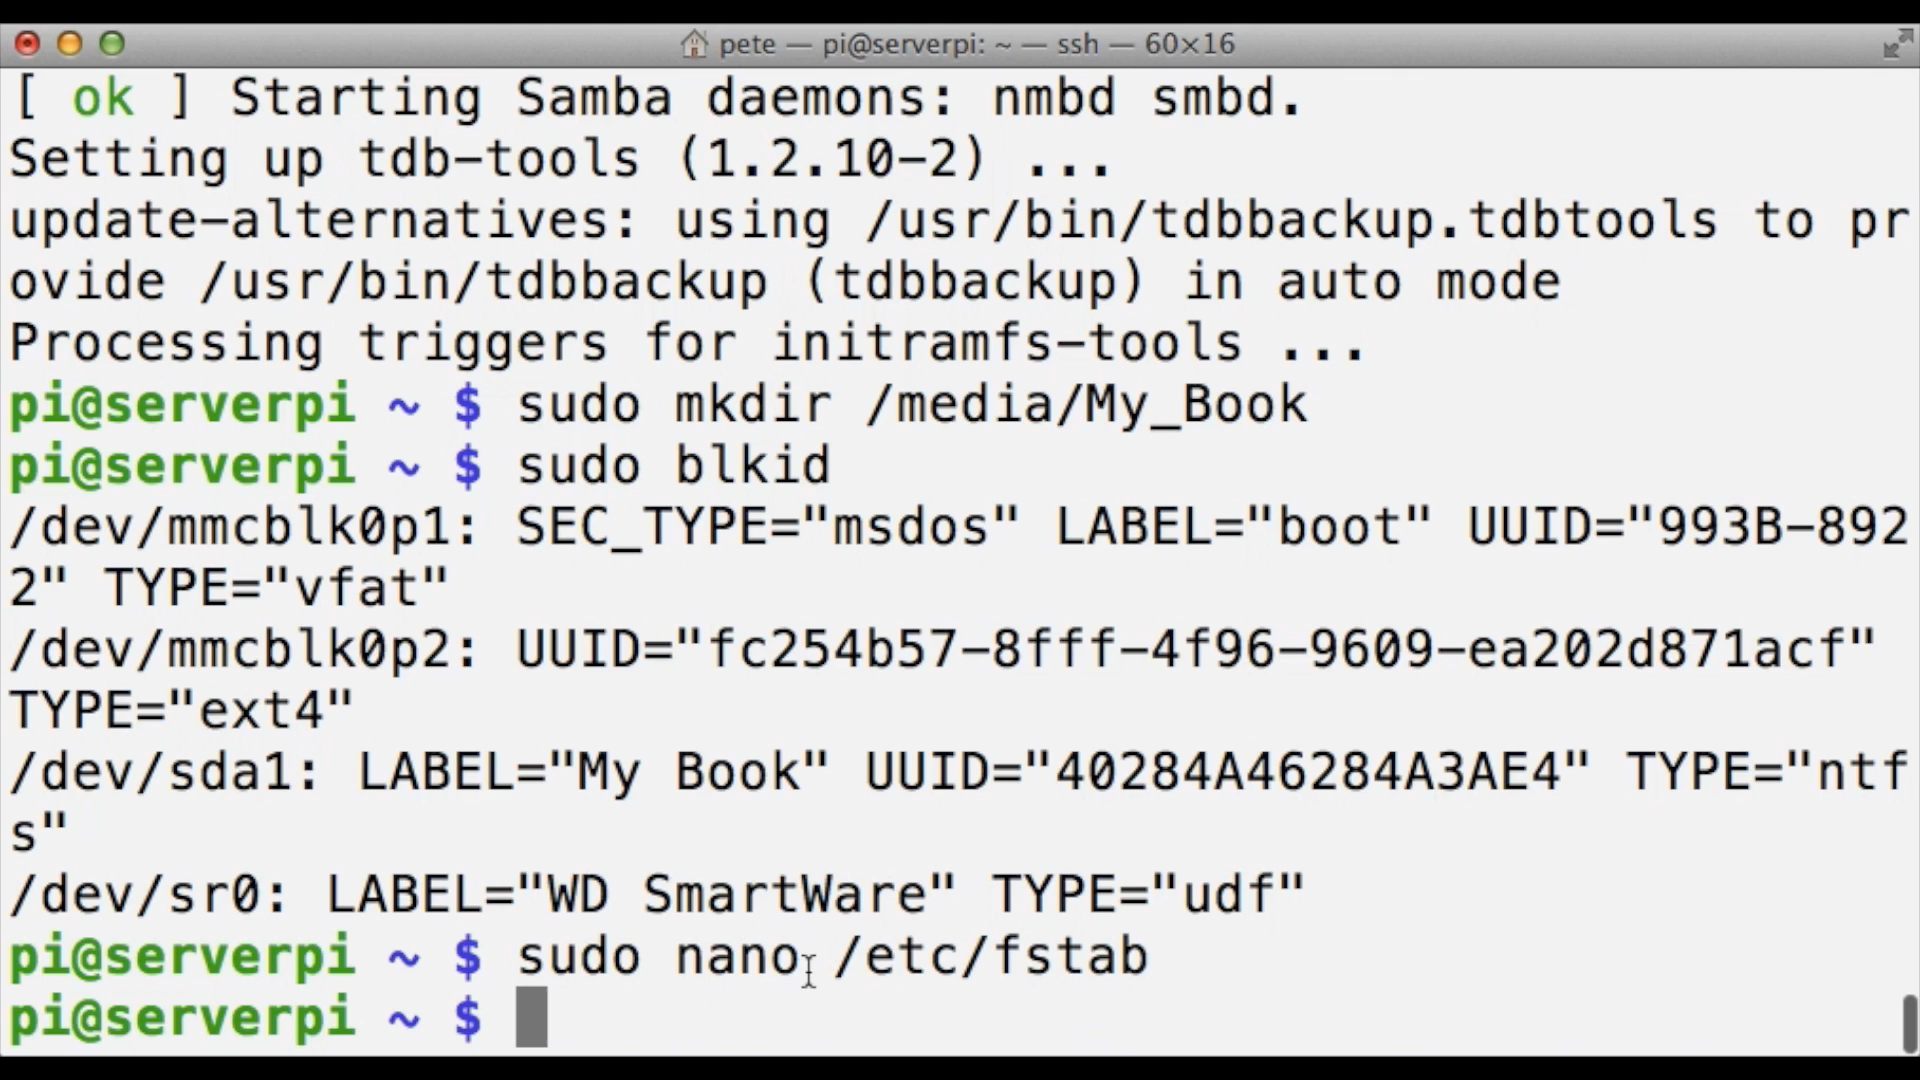 pete — pi@serverpi: ~ — ssh — 60×16
[ ok ] Starting Samba daemons: nmbd smbd.
Setting up tdb-tools (1.2.10-2) ...
update-alternatives: using /usr/bin/tdbbackup.tdbtools to pr
ovide /usr/bin/tdbbackup (tdbbackup) in auto mode
Processing triggers for initramfs-tools ...
pi@serverpi ~ $ sudo mkdir /media/My_Book
pi@serverpi ~ $ sudo blkid
/dev/mmcblk0p1: SEC_TYPE="msdos" LABEL="boot" UUID="993B-892
2" TYPE="vfat"
/dev/mmcblk0p2: UUID="fc254b57-8fff-4f96-9609-ea202d871acf"
TYPE="ext4"
/dev/sda1: LABEL="My Book" UUID="40284A46284A3AE4" TYPE="ntf
s"
/dev/sr0: LABEL="WD SmartWare" TYPE="udf"
pi@serverpi ~ $ sudo nano /etc/fstab
pi@serverpi ~ $